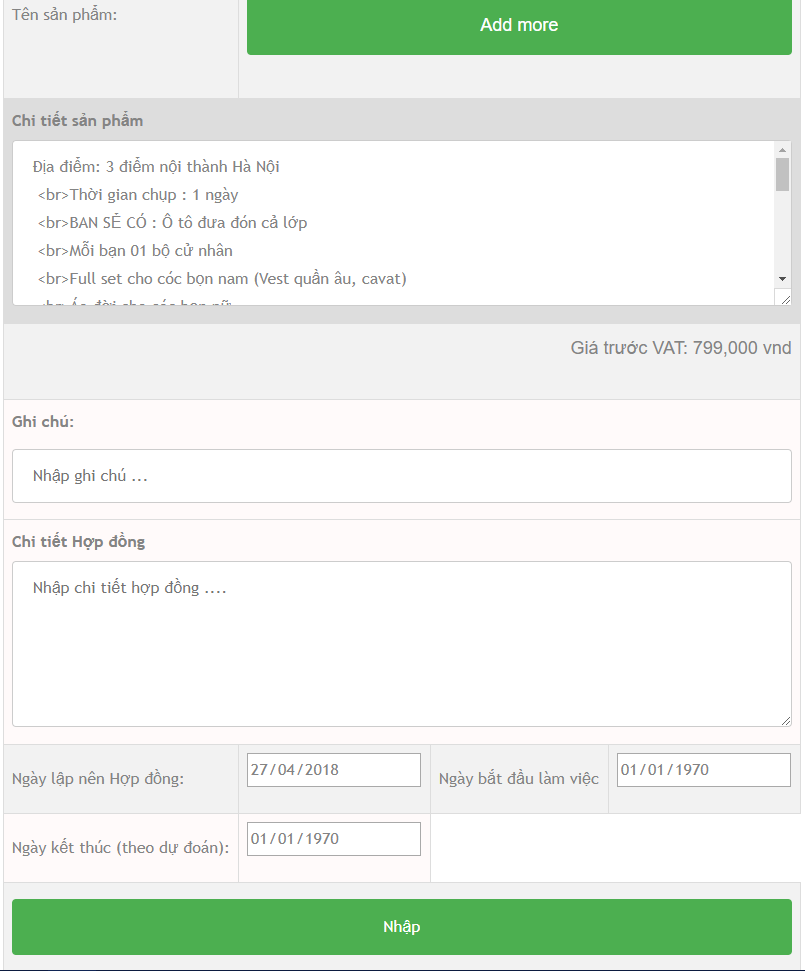 Tên sản phẩm:
Add more
Chi tiết sản phẩm
Địa điểm: 3 điểm nội thành Hà Nội
<br>Thời gian chụp : 1 ngày
<br>BAN SẼ CÓ : Ô tô đưa đón cả lớp
<br>Mỗi bạn 01 bộ cử nhân
<br>Full set cho cóc bọn nam (Vest quần âu, cavat)
Giá trước VAT: 799,000 vnd
Ghi chú:
Nhập ghi chú ...
Chi tiết Hợp đồng
Nhập chi tiết hợp đồng ....
Ngày lập nên Hợp đồng:
27/04/2018
Ngày bắt đầu làm việc
01/01/1970
Ngày kết thúc (theo dự đoán):
01/01/1970
Nhập